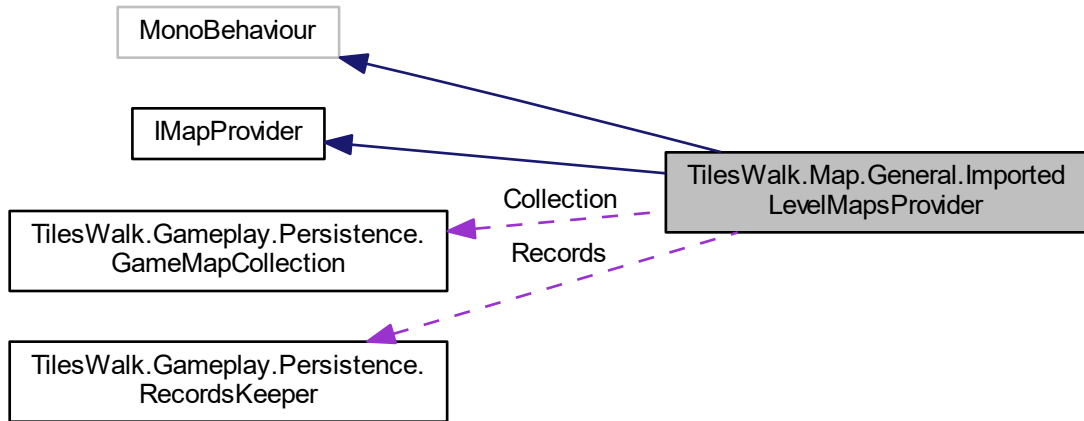 MonoBehaviour
IMapProvider
TilesWalk.Map.General.Imported
LevelMapsProvider
Collection
TilesWalk.Gameplay.Persistence.
GameMapCollection
Records
TilesWalk.Gameplay.Persistence.
RecordsKeeper